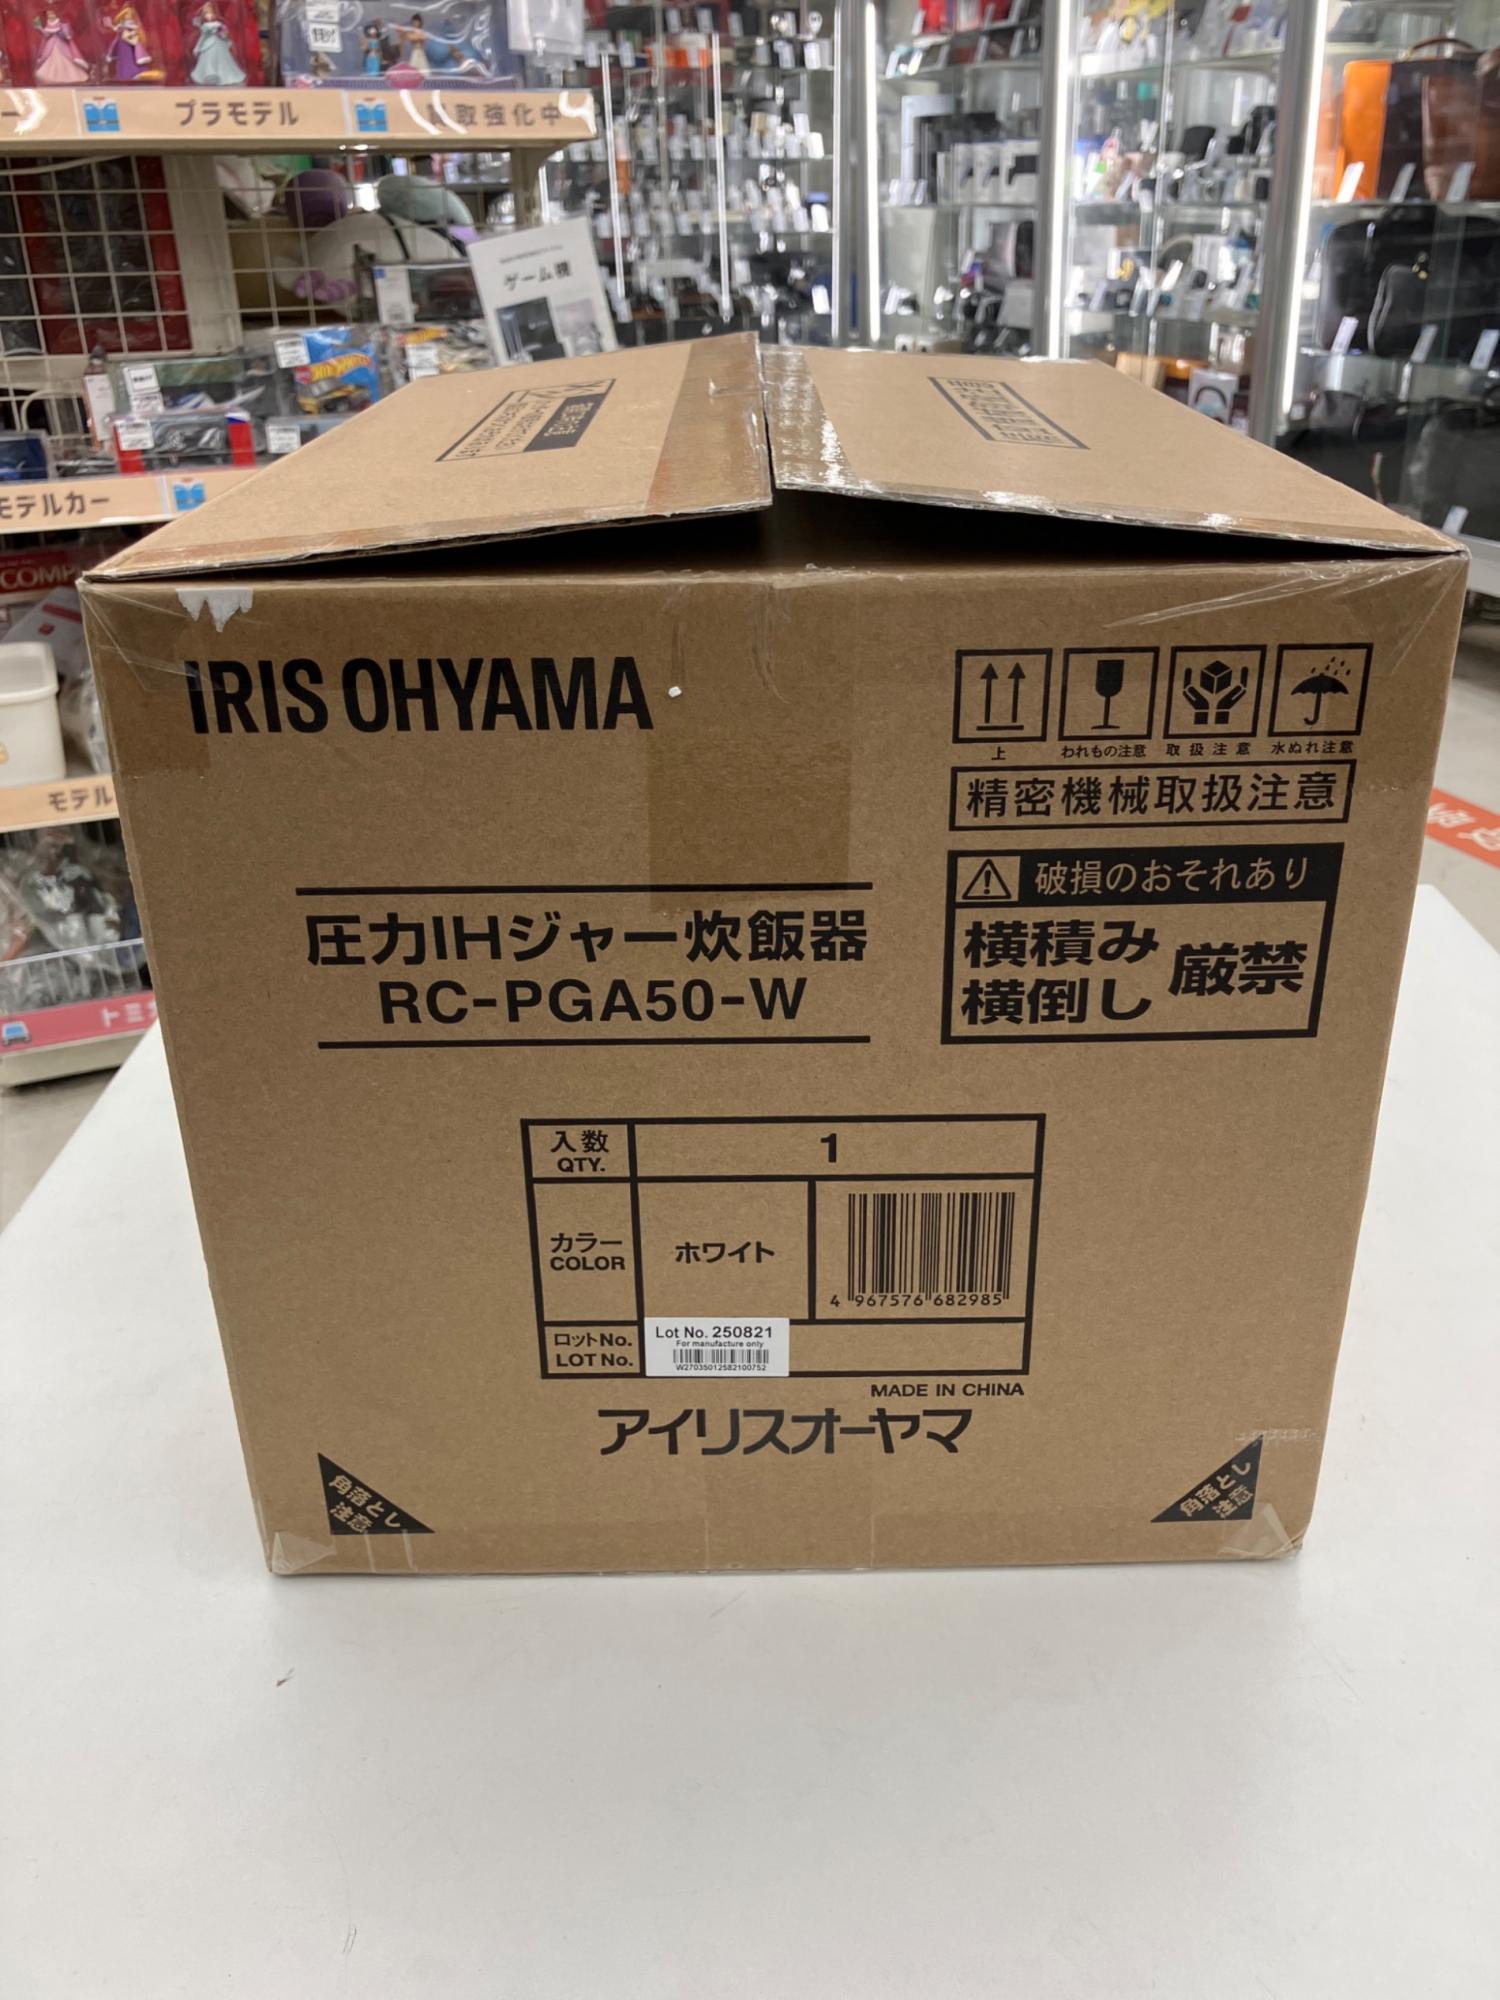 プラモデル
取強化中
ゲーム機
モデルカー
モデル
IRIS OHYAMA
上
われもの注意
取扱注意
水ぬれ注意
精密機械取扱注意
破損のおそれあり
横積み
横倒し
厳禁
圧力IHジャー炊飯器
RC-PGA50-W
入数
QTY.
1
カラー
COLOR
ホワイト
4 967576 682985
ロットNo.
LOT No.
Lot No. 250821
For manufacture only
W27035012582100752
MADE IN CHINA
アイリスオーヤマ
角落とし
注意
角落とし
注意